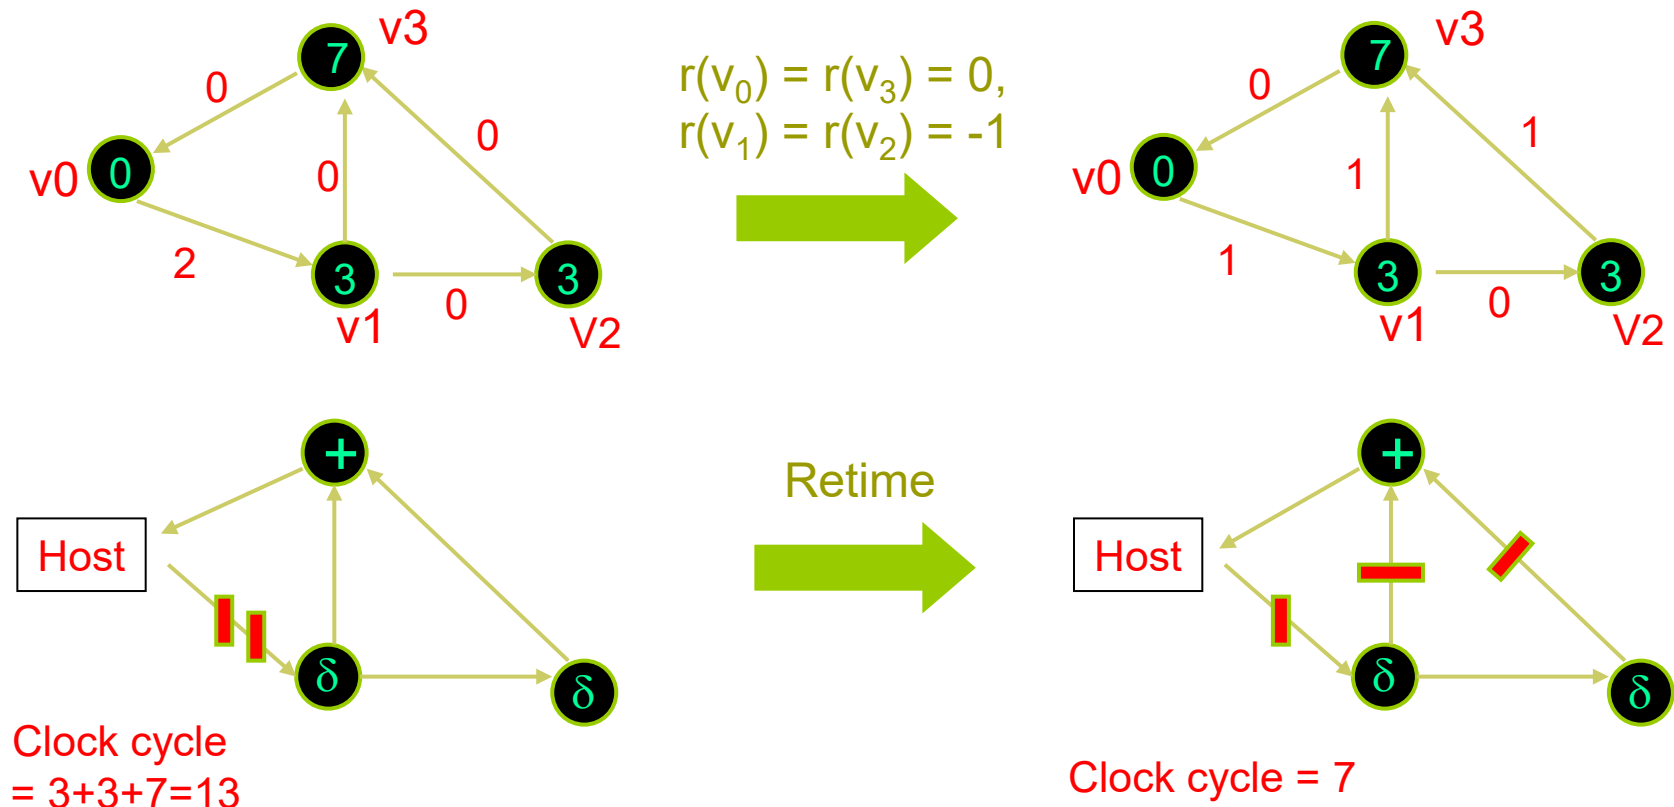 7
v3
0
0
0
v0
0
2
3
v1
0
3
V2
r(v₀) = r(v₃) = 0,
r(v₁) = r(v₂) = -1
7
v3
0
1
1
v0
0
1
3
v1
0
3
V2
+
Host
δ
δ
Clock cycle
= 3+3+7=13
Retime
+
Host
δ
δ
Clock cycle = 7